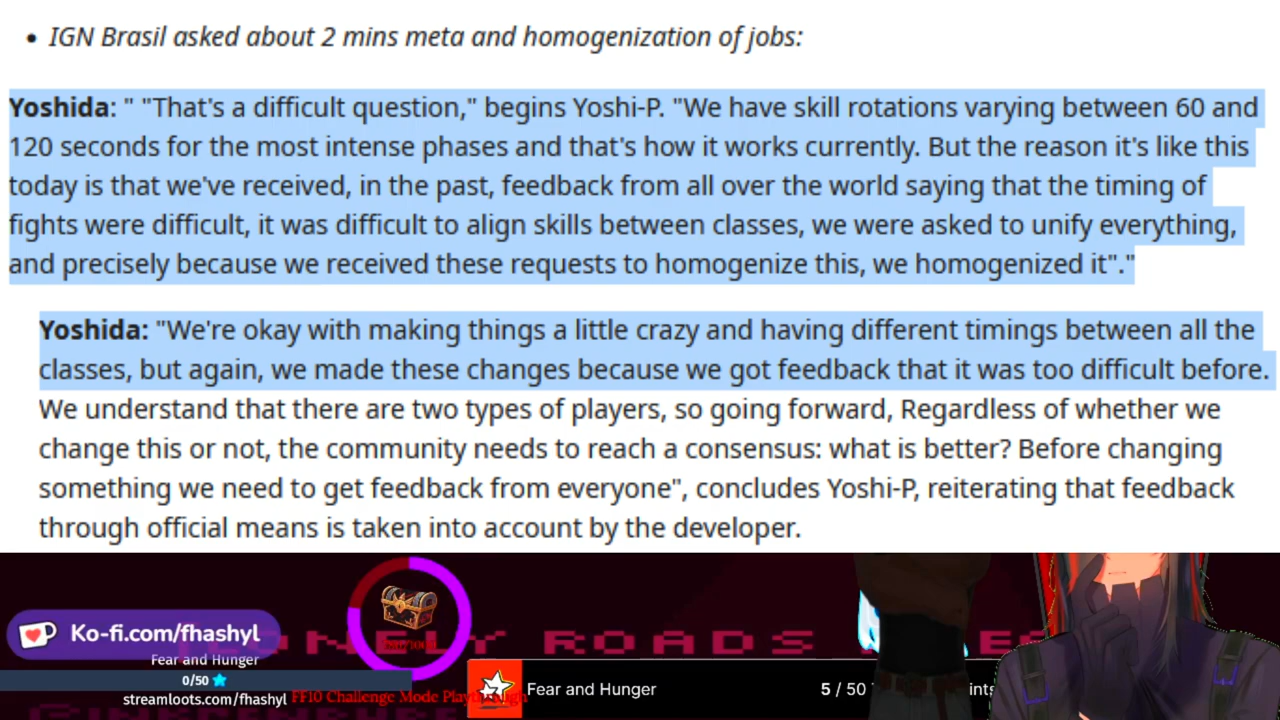 • IGN Brasil asked about 2 mins meta and homogenization of jobs:
Yoshida: " "That's a difficult question," begins Yoshi-P. "We have skill rotations varying between 60 and
120 seconds for the most intense phases and that's how it works currently. But the reason it's like this
today is that we've received, in the past, feedback from all over the world saying that the timing of
fights were difficult, it was difficult to align skills between classes, we were asked to unify everything,
and precisely because we received these requests to homogenize this, we homogenized it"."
Yoshida: "We're okay with making things a little crazy and having different timings between all the
classes, but again, we made these changes because we got feedback that it was too difficult before.
We understand that there are two types of players, so going forward, Regardless of whether we
change this or not, the community needs to reach a consensus: what is better? Before changing
something we need to get feedback from everyone", concludes Yoshi-P, reiterating that feedback
through official means is taken into account by the developer.
Ko-fi.com/fhashyl
LONELY ROADS
Fear and Hunger
0/50
streamloots.com/fhashyl
FF10 Challenge Mode Playthrough
Fear and Hunger 5 / 50